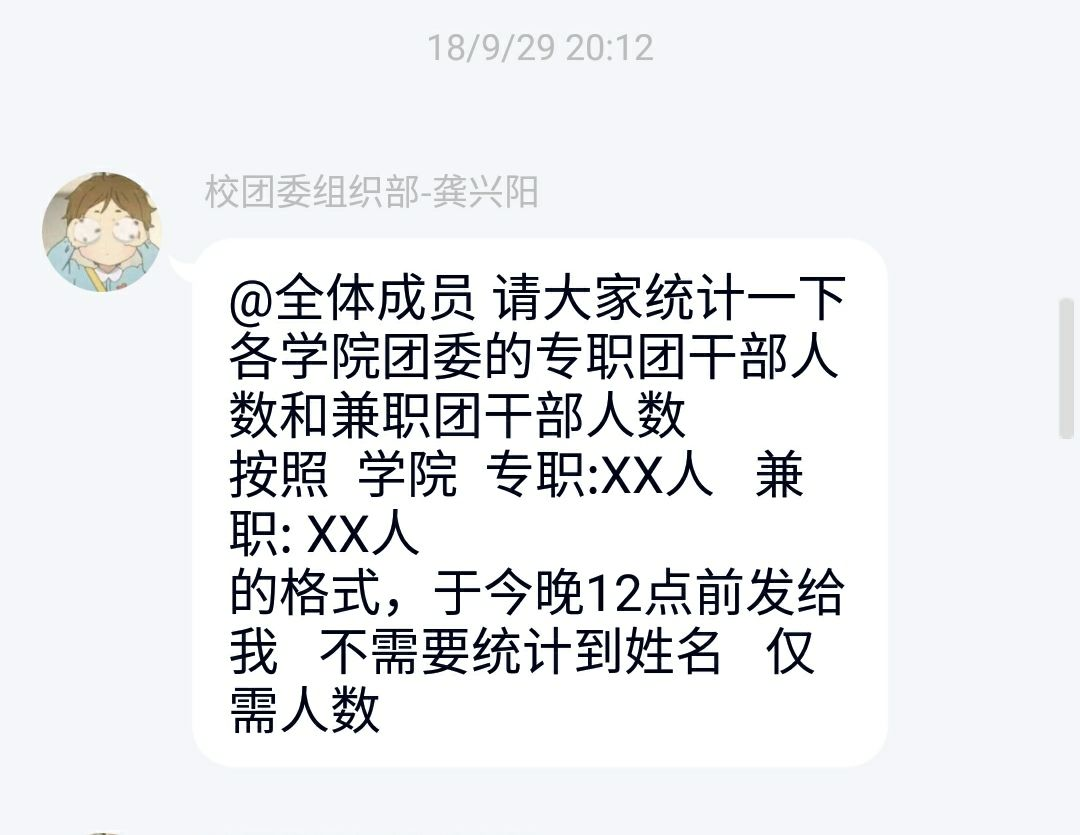 18/9/29 20:12
校团委组织部-龚兴阳
@全体成员 请大家统计一下
各学院团委的专职团干部人
数和兼职团干部人数
按照  学院  专职:XX人   兼
职: XX人
的格式，于今晚12点前发给
我   不需要统计到姓名   仅
需人数